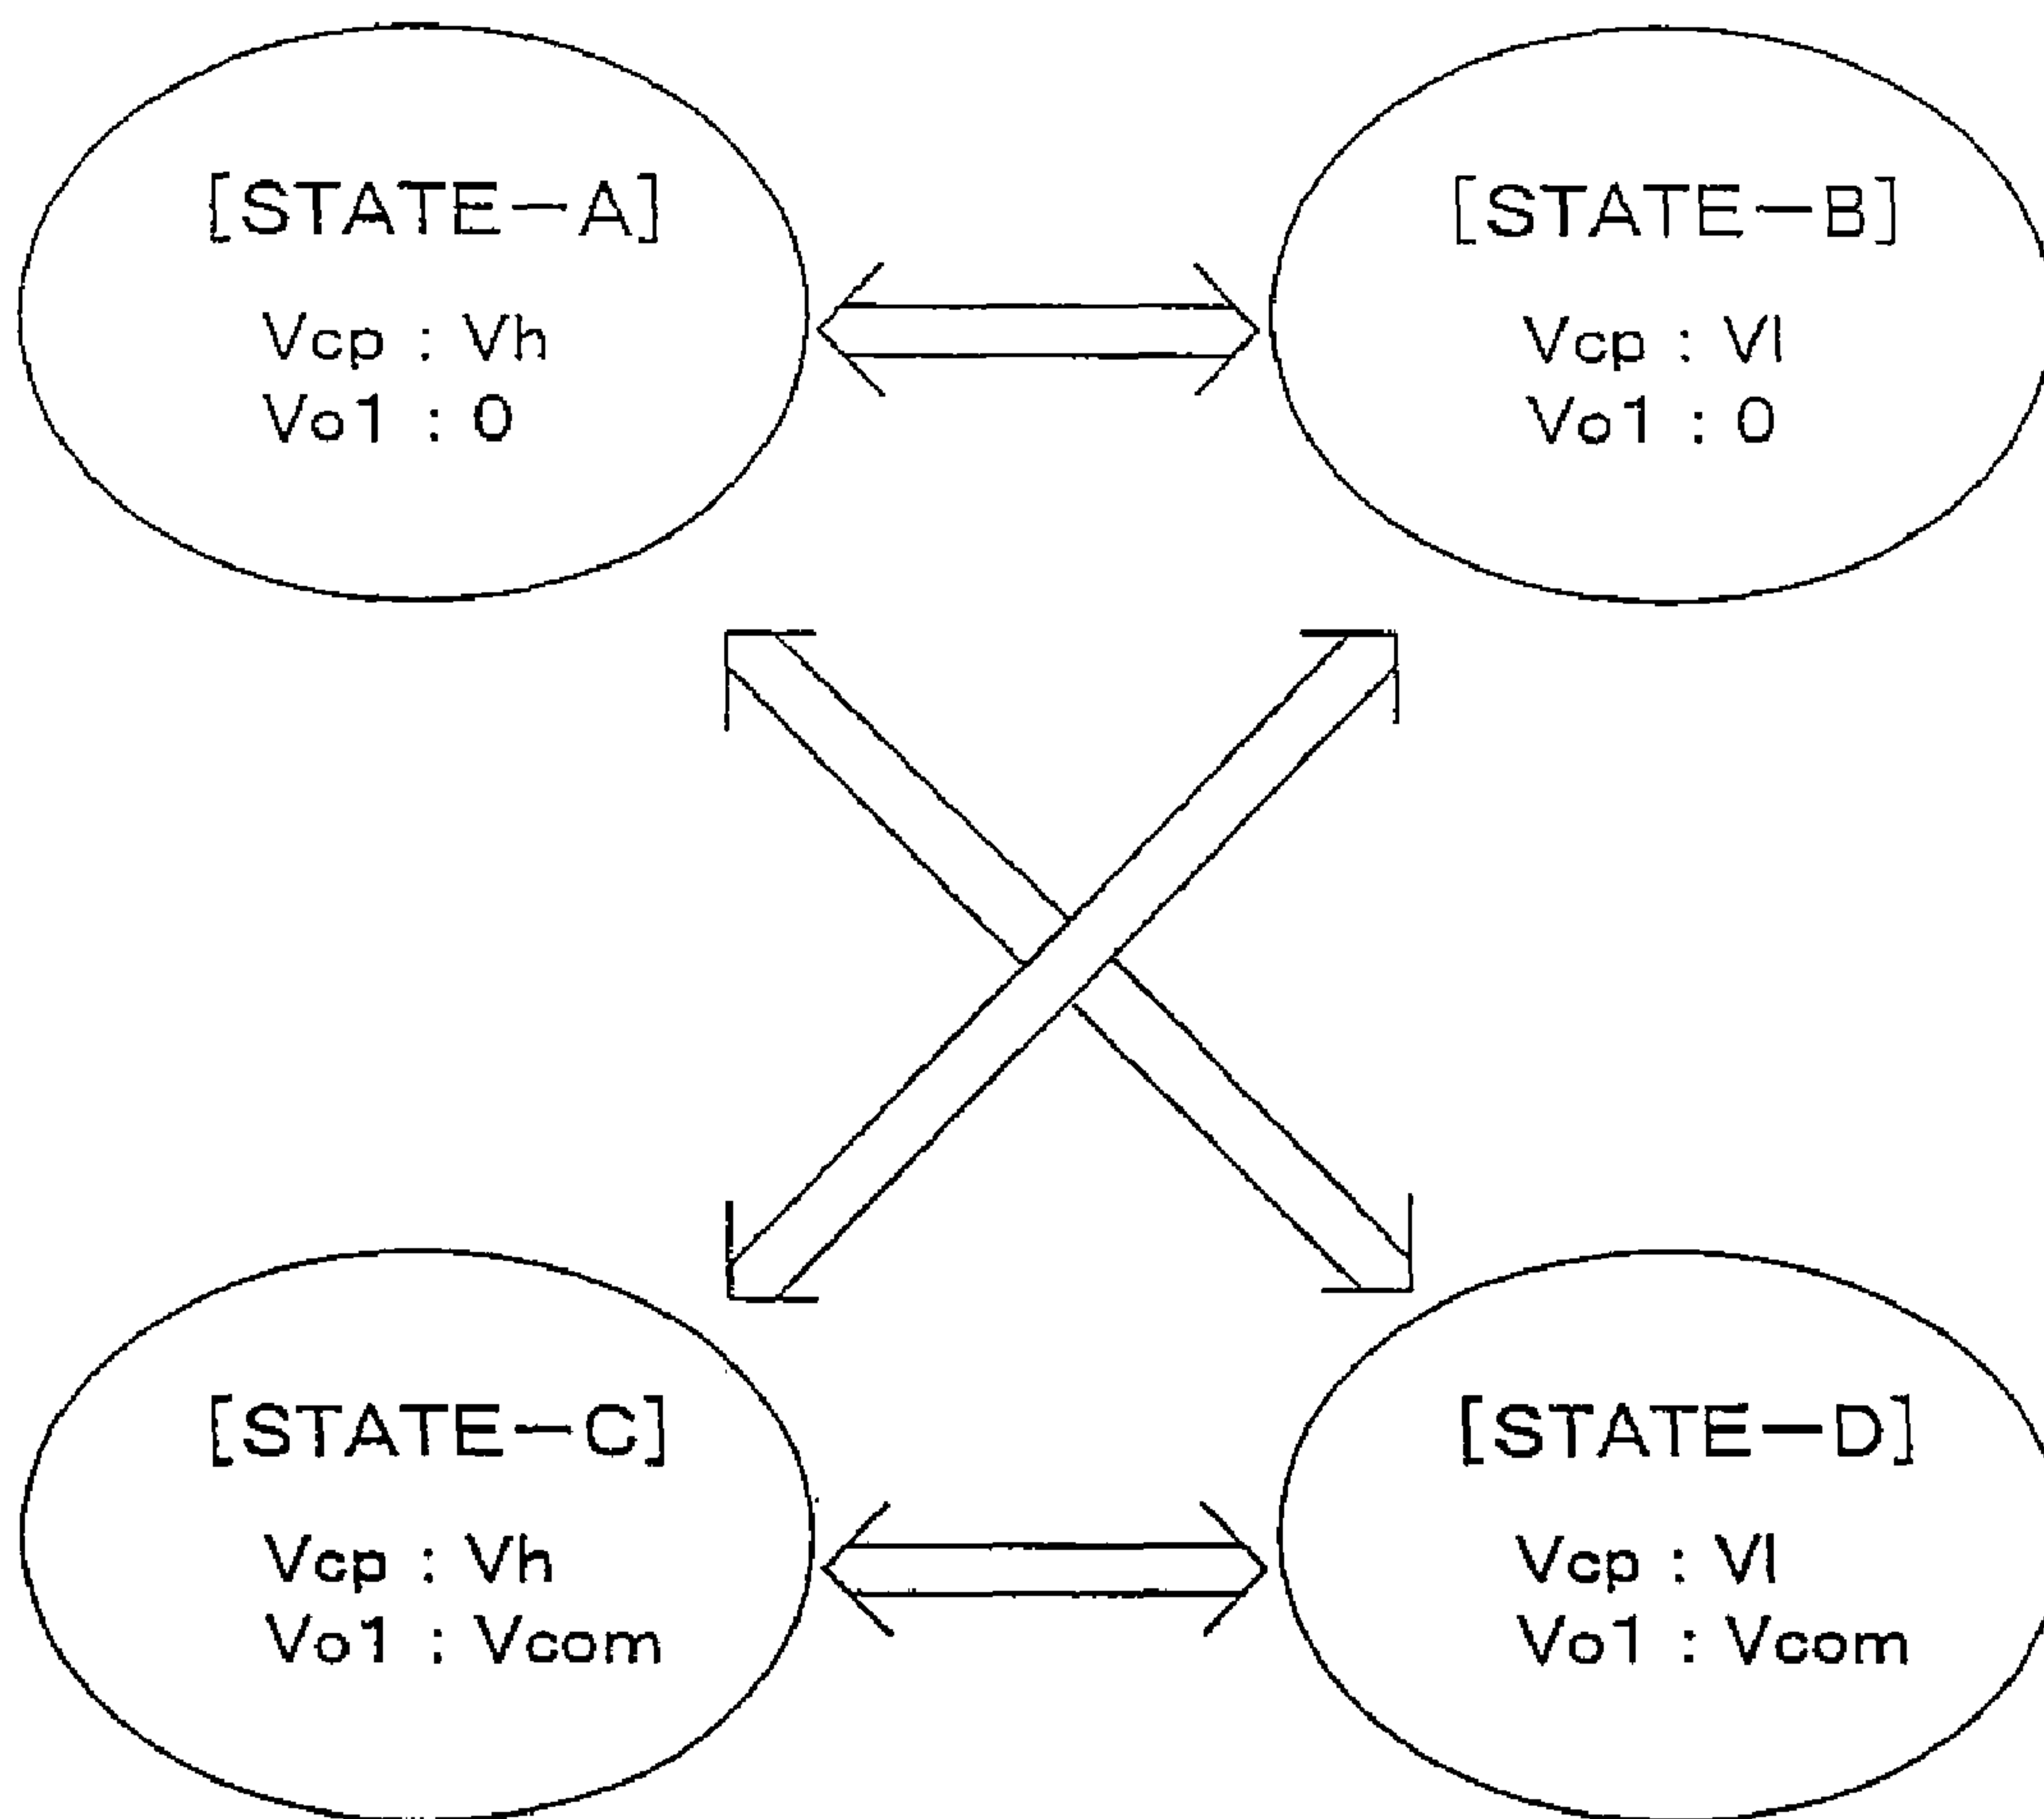 [STATE-A]
Vcp : Vh
Vo1 : 0
[STATE-B]
Vcp : Vl
Vo1 : 0
[STATE-C]
Vcp : Vh
Vo1 : Vcom
[STATE-D]
Vcp : Vl
Vo1 : Vcom